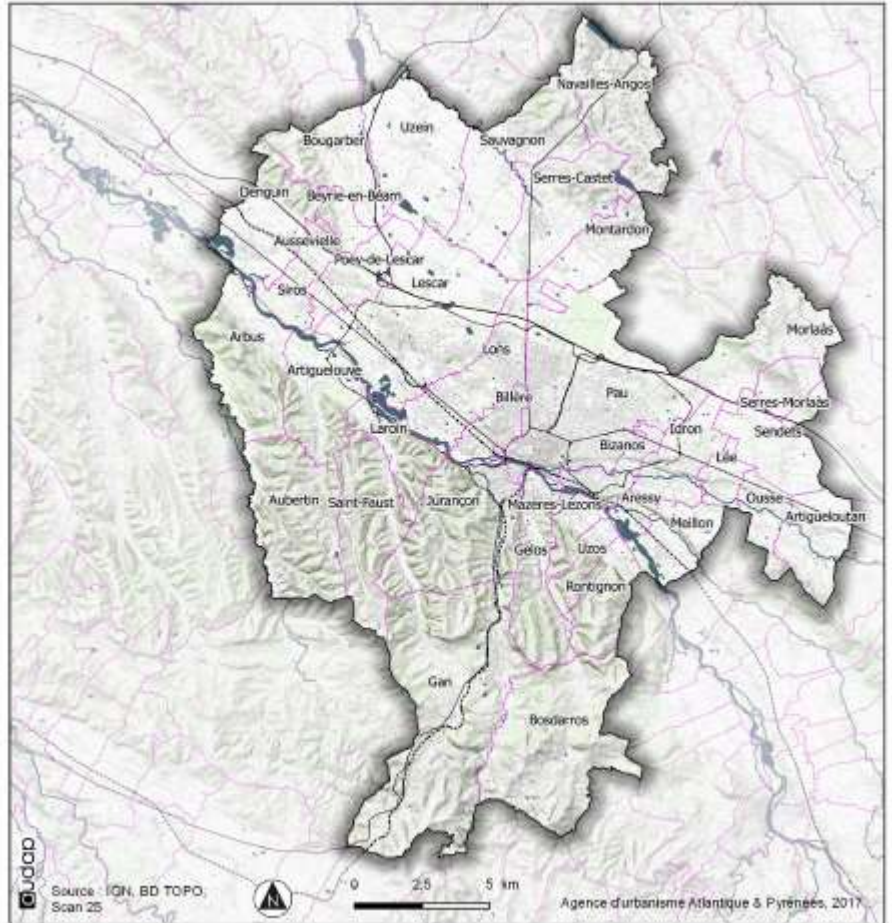 Navailles-Angos
Uzein
Bougarber
Sauvagnon
Serres-Castet
Denguin
Beyrie-en-Béarn
Montardon
Aussevielle
Poey-de-Lescar
Lescar
Siros
Morlaàs
Arbus
Lons
Artiguelouve
Billère
Pau
Serres-Morlaàs
Laroin
Idron
Sendets
Bizanos
Lée
Aubertin
Saint-Faust
Jurançon
Mazères-Lezons
Aressy
Ousse
Meillon
Artigueloutan
Gelos
Uzos
Rontignon
Gan
Bosdarros
audap
Source : IGN, BD TOPO,
Scan 25
N
0 2,5 5 km
Agence d'urbanisme Atlantique & Pyrénées, 2017